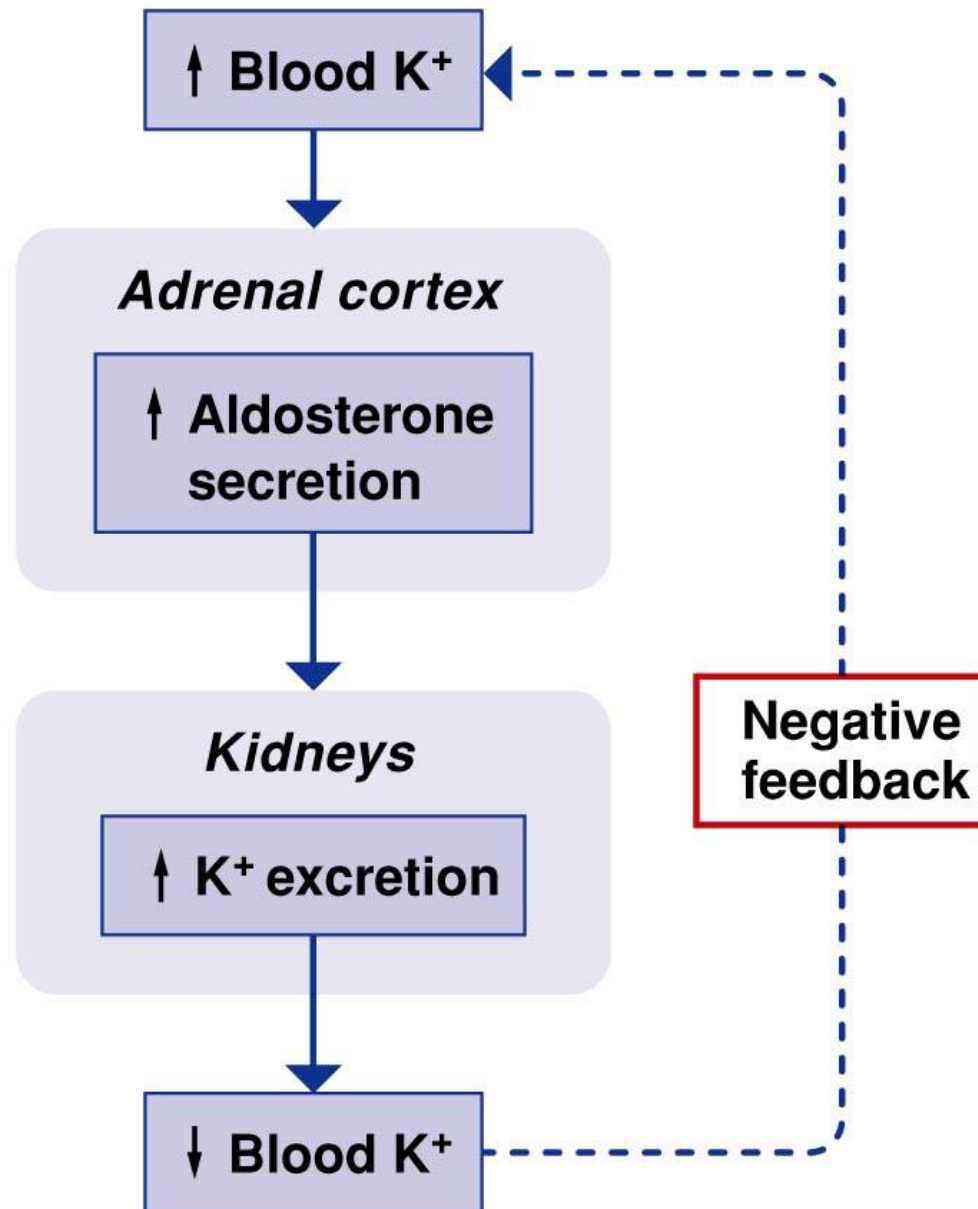 ↑ Blood K⁺
Adrenal cortex
↑ Aldosterone
secretion
Kidneys
↑ K⁺ excretion
↓ Blood K⁺
Negative
feedback